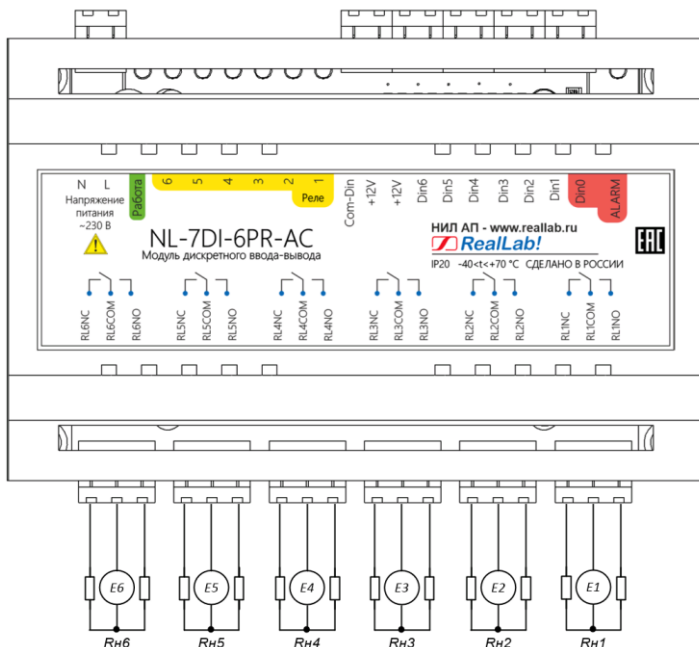 N L
Напряжение
питания
~230 В
Работа
6
5
4
3
2
1
Реле
Com-Din
+12V
+12V
Din6
Din5
Din4
Din3
Din2
Din1
Din0
ALARM
NL-7DI-6PR-AC
Модуль дискретного ввода-вывода
НИЛ АП - www.reallab.ru
RealLab!
IP20 -40<t<+70 °C СДЕЛАНО В РОССИИ
EAC
RL6NC
RL6COM
RL6NO
RL5NC
RL5COM
RL5NO
RL4NC
RL4COM
RL4NO
RL3NC
RL3COM
RL3NO
RL2NC
RL2COM
RL2NO
RL1NC
RL1COM
RL1NO
E6 E5 E4 E3 E2 E1
Rн6 Rн5 Rн4 Rн3 Rн2 Rн1